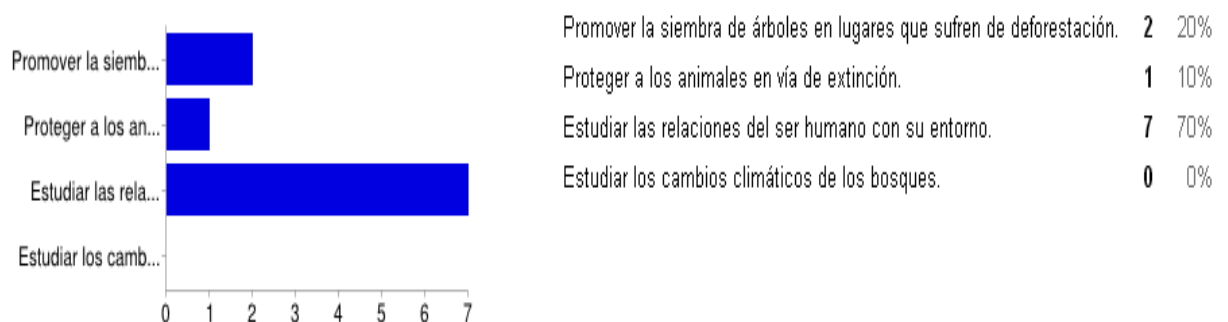 Promover la siemb...
Proteger a los an...
Estudiar las rela...
Estudiar los camb...
0 1 2 3 4 5 6 7
Promover la siembra de árboles en lugares que sufren de deforestación. 2 20%
Proteger a los animales en vía de extinción. 1 10%
Estudiar las relaciones del ser humano con su entorno. 7 70%
Estudiar los cambios climáticos de los bosques. 0 0%